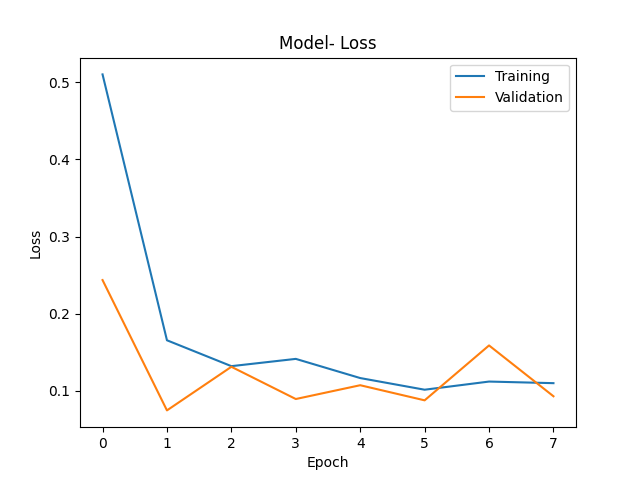 Model- Loss
Training
Validation
0.5
0.4
0.3
0.2
0.1
Loss
0 1 2 3 4 5 6 7
Epoch